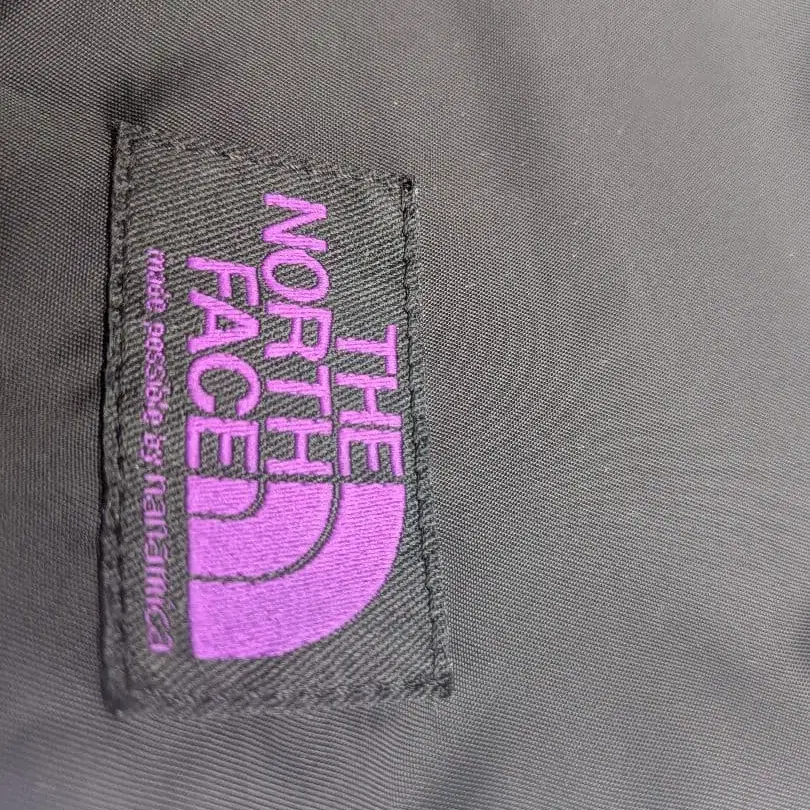 THE
NORTH
FACE
made possible by nanamica